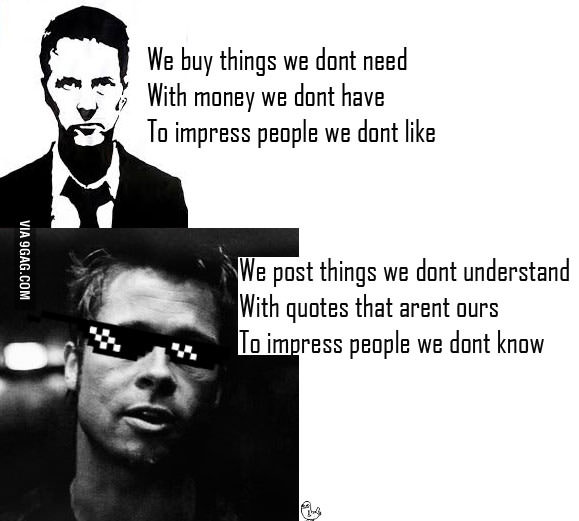 We buy things we dont need
With money we dont have
To impress people we dont like
VIA 9GAG.COM
We post things we dont understand
With quotes that arent ours
To impress people we dont know